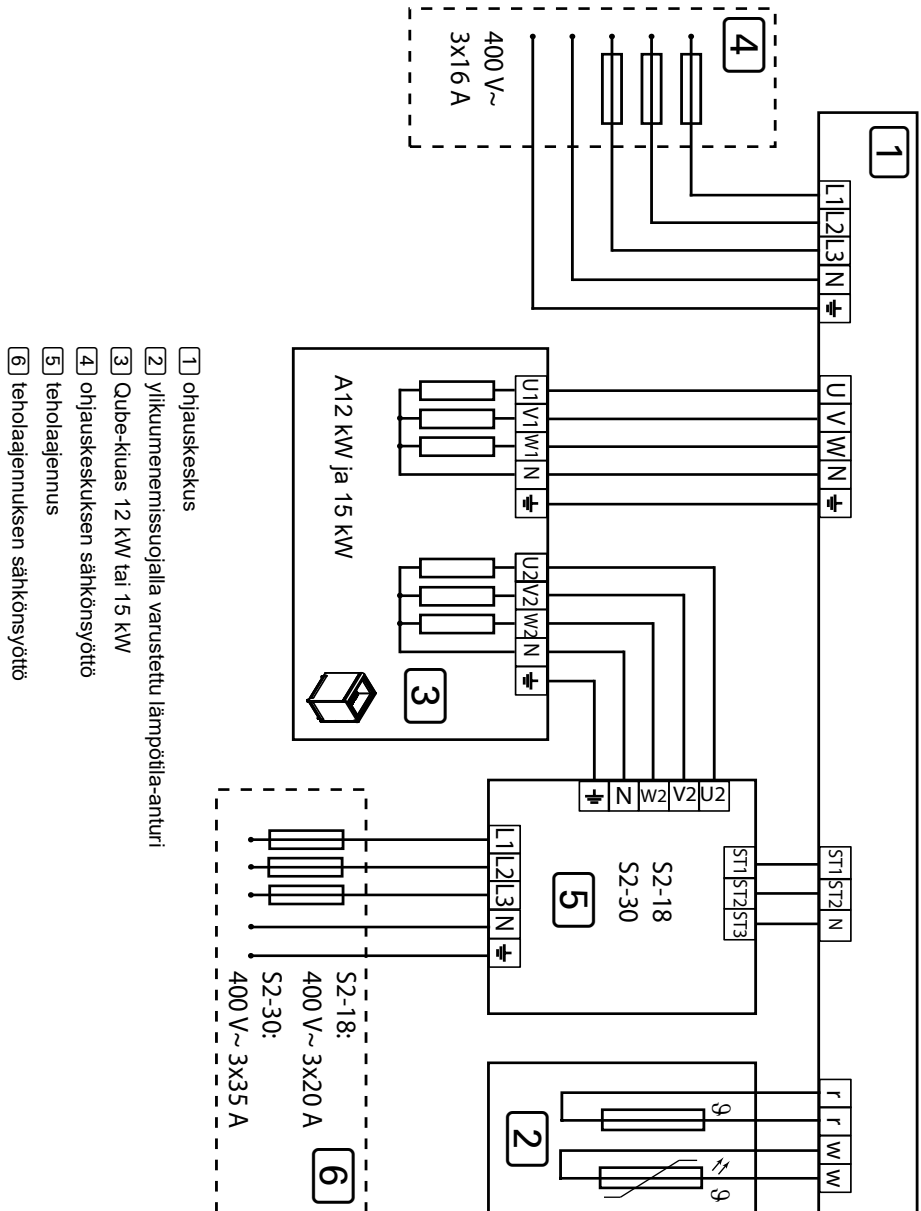 1
L1 L2 L3 N
U V W N
ST1 ST2 N
r r w w
4
400 V~
3x16 A
U1 V1 W1 N
U2 V2 W2 N
A12 kW ja 15 kW
3
ST1 ST2 ST3
U2
V2
W2
N
S2-18
S2-30
5
L1 L2 L3 N
ϑ
ϑ
2
S2-18:
400 V~ 3x20 A
S2-30:
400 V~ 3x35 A
6
1 ohjauskeskus
2 ylikuumenemissuojalla varustettu lämpötila-anturi
3 Qube-kiuas 12 kW tai 15 kW
4 ohjauskeskuksen sähkönsyöttö
5 teholaajennus
6 teholaajennuksen sähkönsyöttö